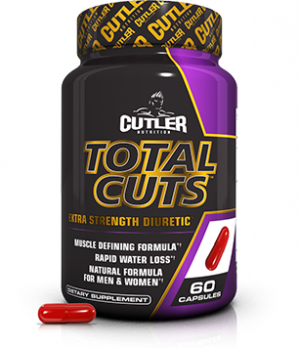 CUTLER
NUTRITION
TOTAL
CUTS™
EXTRA STRENGTH DIURETIC
MUSCLE DEFINING FORMULA*†
RAPID WATER LOSS*†
NATURAL FORMULA
FOR MEN & WOMEN*†
DIETARY SUPPLEMENT
60
CAPSULES